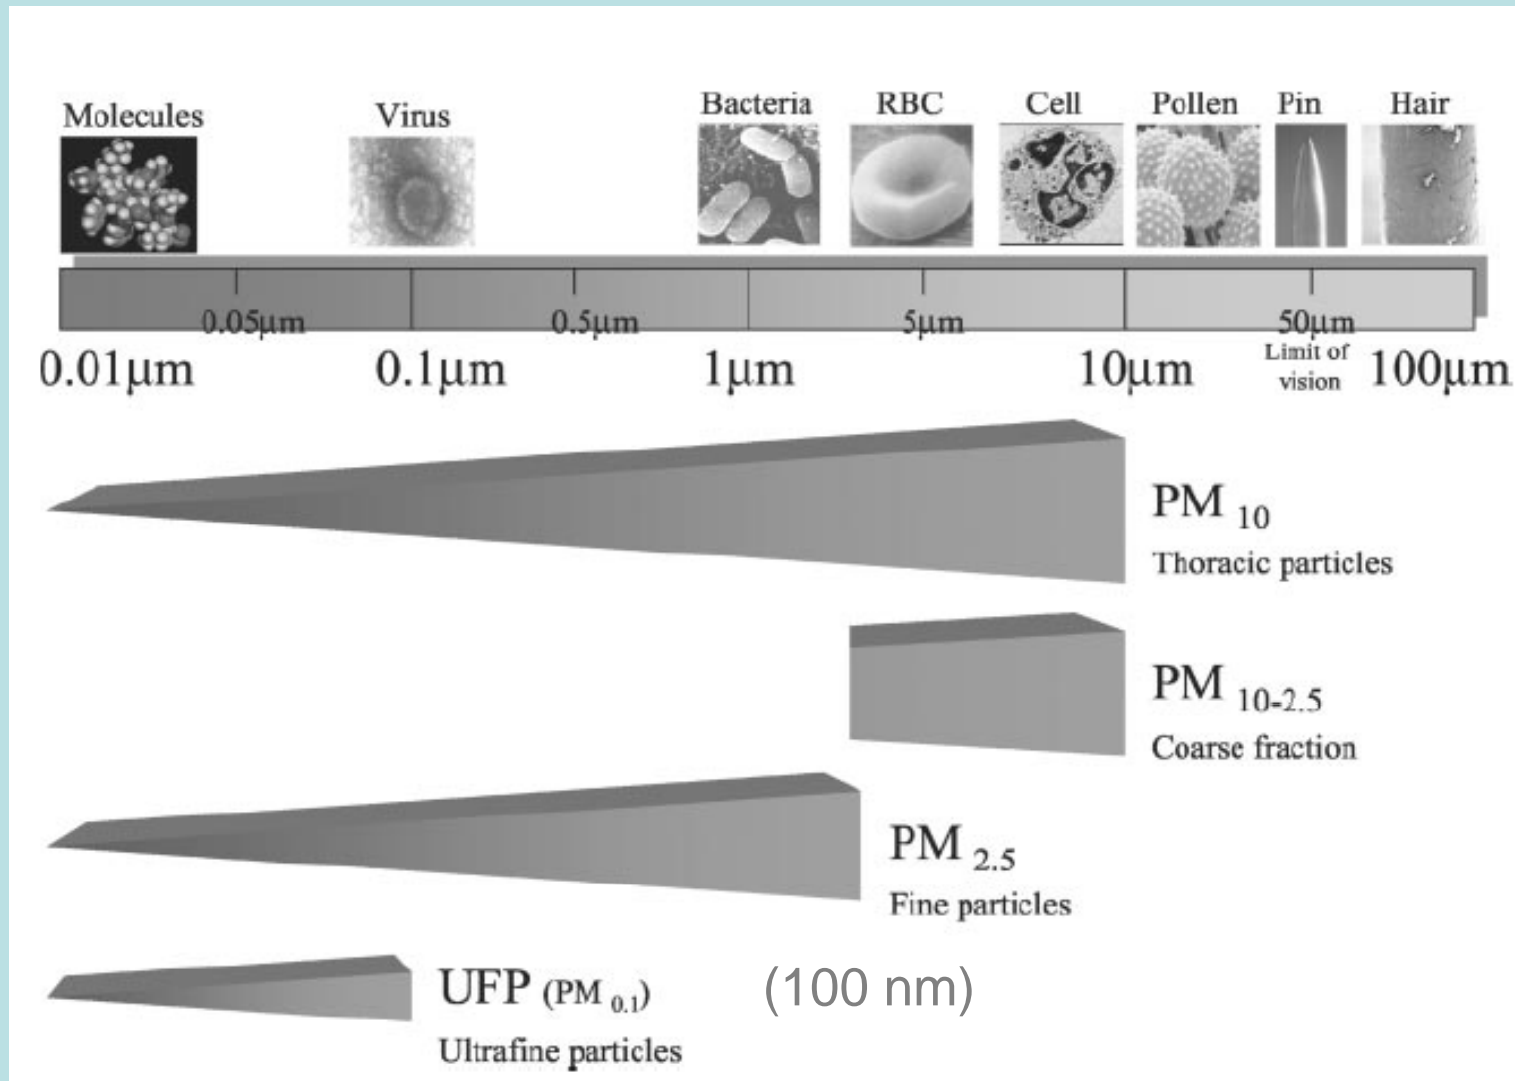 Molecules Virus Bacteria RBC Cell Pollen Pin Hair
0.05μm 0.5μm 5μm 50μm
0.01μm 0.1μm 1μm 10μm Limit of vision 100μm
PM 10
Thoracic particles
PM 10-2.5
Coarse fraction
PM 2.5
Fine particles
UFP (PM 0.1) (100 nm)
Ultrafine particles